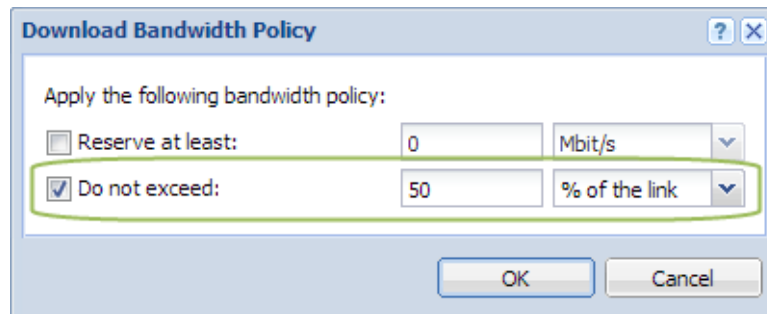 Download Bandwidth Policy ?
Apply the following bandwidth policy:
Reserve at least: 0 Mbit/s
Do not exceed: 50 % of the link
OK Cancel